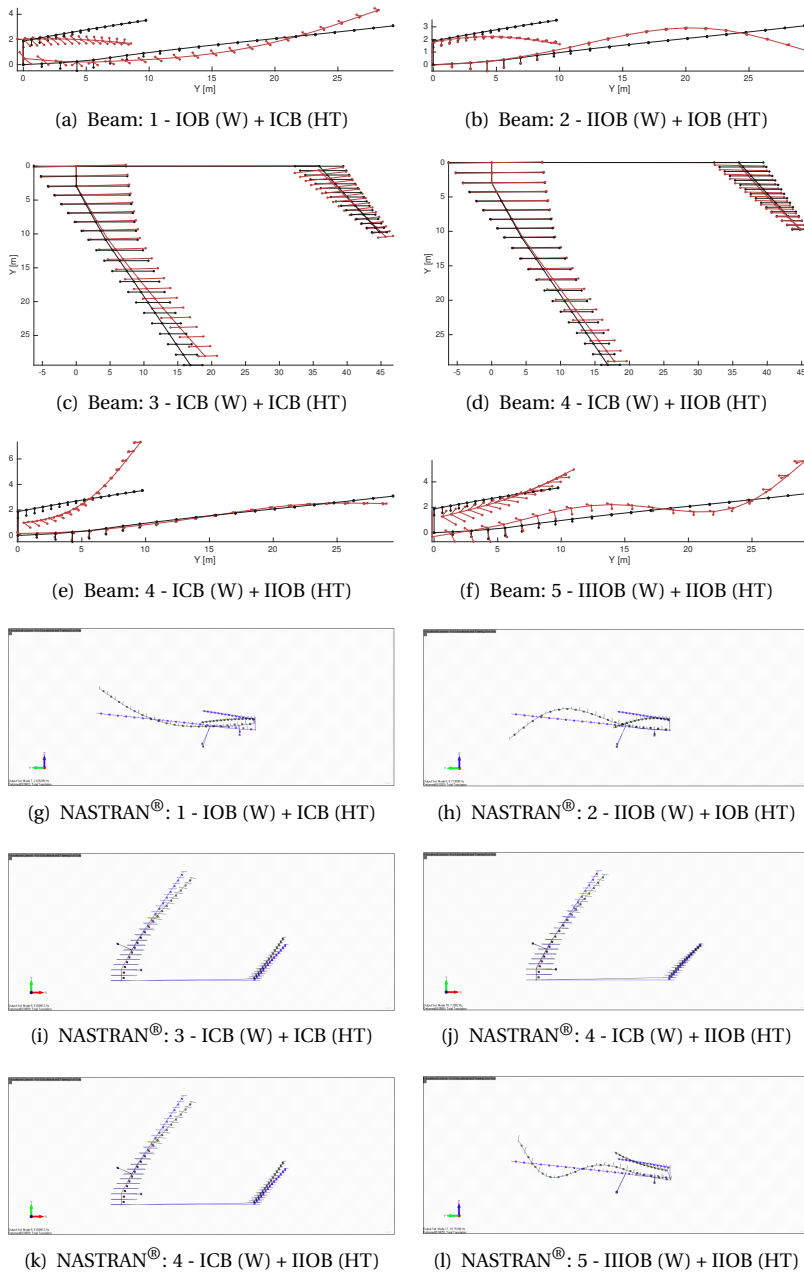 4
2
0
0 5 10 15 20 25
Y [m]
(a) Beam: 1 - IOB (W) + ICB (HT)
3
2
1
0
0 5 10 15 20 25
Y [m]
(b) Beam: 2 - IIOB (W) + IOB (HT)
0
5
10
15
20
25
Y [m]
-5 0 5 10 15 20 25 30 35 40 45
(c) Beam: 3 - ICB (W) + ICB (HT)
0
5
10
15
20
25
Y [m]
-5 0 5 10 15 20 25 30 35 40 45
(d) Beam: 4 - ICB (W) + IIOB (HT)
6
4
2
0
0 5 10 15 20 25
Y [m]
(e) Beam: 4 - ICB (W) + IIOB (HT)
4
2
0
0 5 10 15 20 25
Y [m]
(f) Beam: 5 - IIIOB (W) + IIOB (HT)
(g) NASTRAN®: 1 - IOB (W) + ICB (HT)
(h) NASTRAN®: 2 - IIOB (W) + IOB (HT)
(i) NASTRAN®: 3 - ICB (W) + ICB (HT)
(j) NASTRAN®: 4 - ICB (W) + IIOB (HT)
(k) NASTRAN®: 4 - ICB (W) + IIOB (HT)
(l) NASTRAN®: 5 - IIIOB (W) + IIOB (HT)